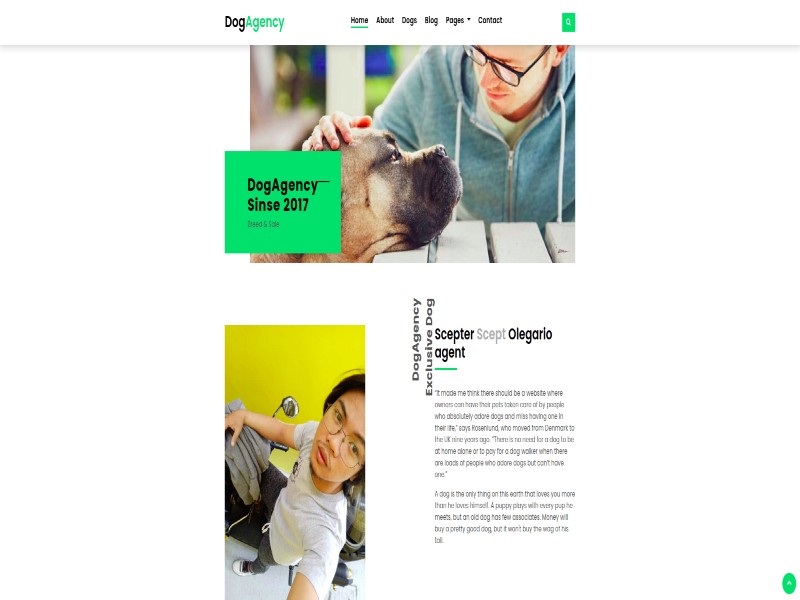 DogAgency
Home About Dogs Blog Pages Contact
DogAgency
Sinse 2017
Breed & Sale
DogAgency
Exclusive Dog
Scepter Scept Olegario
agent
"It made me think there should be a website where
owners can have their pets taken care of by people
who absolutely adore dogs and miss having one in
their life," says Rosenlund, who moved from Denmark to
the UK nine years ago. "There is no need for a dog to be
at home alone or to pay for a dog walker when there
are loads of people who adore dogs but can't have
one."
A dog is the only thing on this earth that loves you more
than he loves himself. A puppy plays with every pup he
meets, but an old dog has few associates. Money will
buy a pretty good dog, but it won't buy the wag of his
tail.